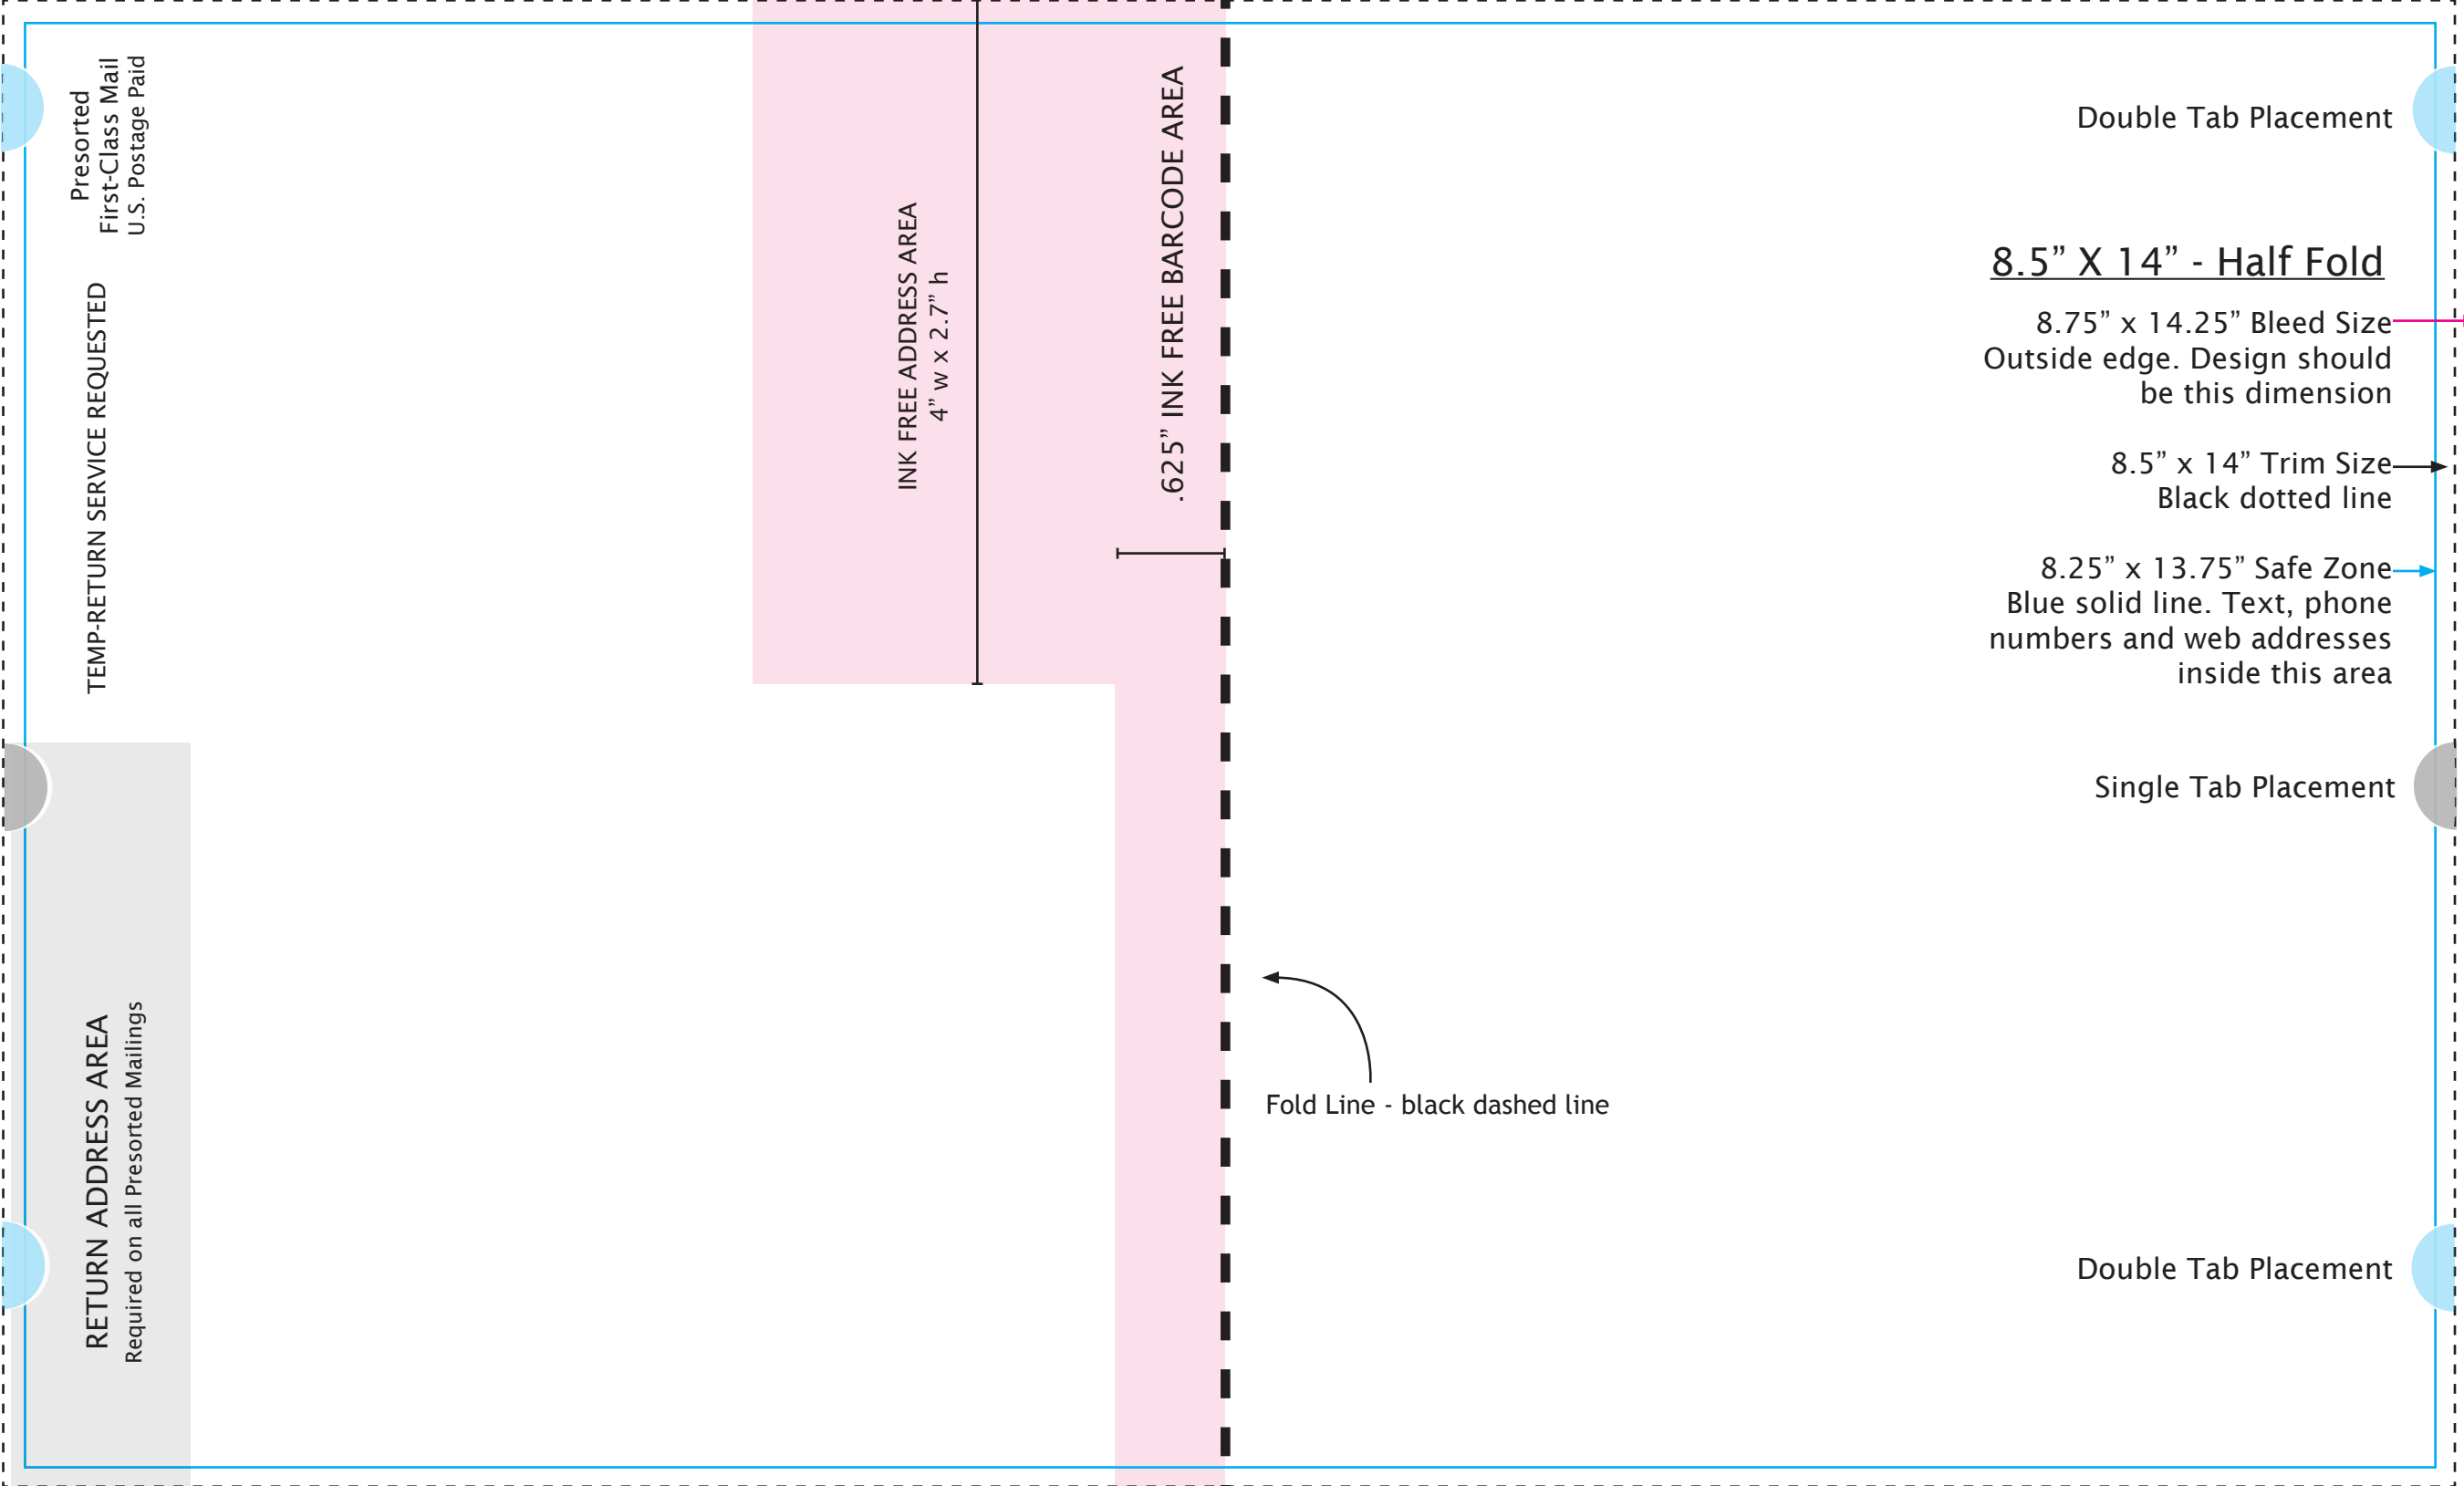 Presorted
First-Class Mail
U.S. Postage Paid
TEMP-RETURN SERVICE REQUESTED
RETURN ADDRESS AREA
Required on all Presorted Mailings
INK FREE ADDRESS AREA
4” w x 2.7” h
.625” INK FREE BARCODE AREA
Fold Line - black dashed line
Double Tab Placement
8.5” X 14” - Half Fold
8.75” x 14.25” Bleed Size
Outside edge. Design should
be this dimension
8.5” x 14” Trim Size
Black dotted line
8.25” x 13.75” Safe Zone
Blue solid line. Text, phone
numbers and web addresses
inside this area
Single Tab Placement
Double Tab Placement